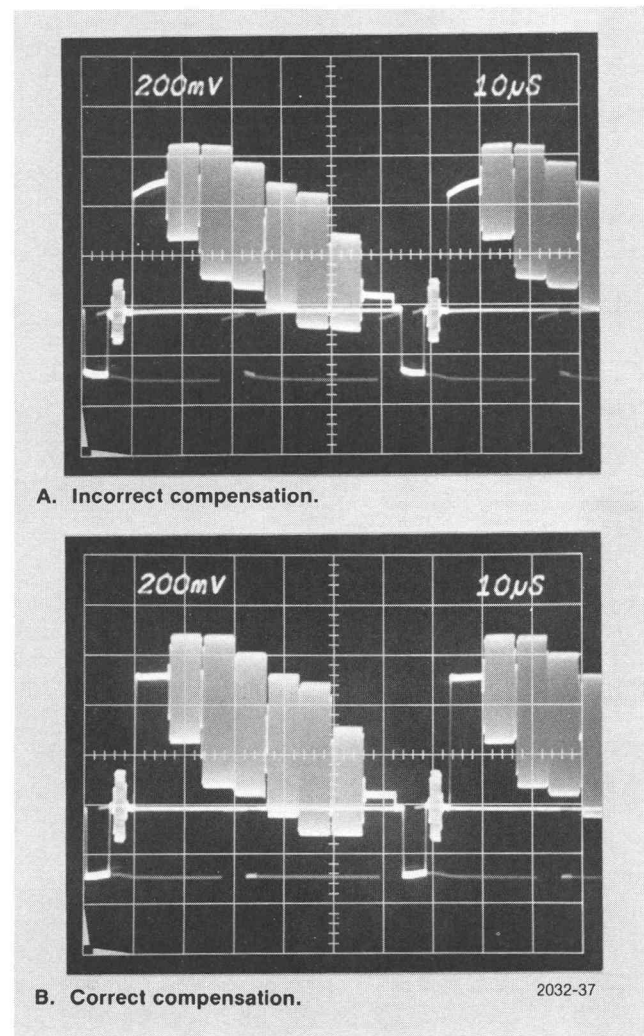 200mV 10µS
A. Incorrect compensation.
200mV 10µS
B. Correct compensation.
2032-37